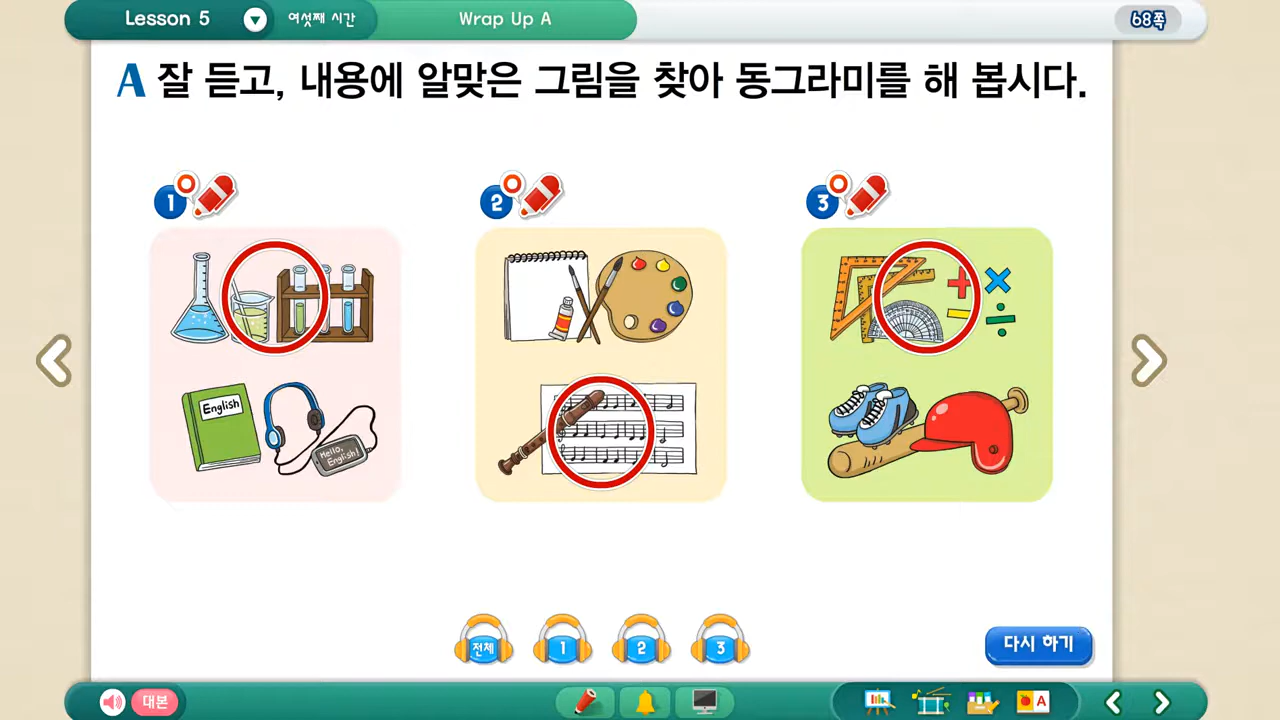 Lesson 5 여섯째 시간 Wrap Up A 68쪽
A 잘 듣고, 내용에 알맞은 그림을 찾아 동그라미를 해 봅시다.
1 2 3
English
Hello, English!
전체 1 2 3
다시 하기
대본
A